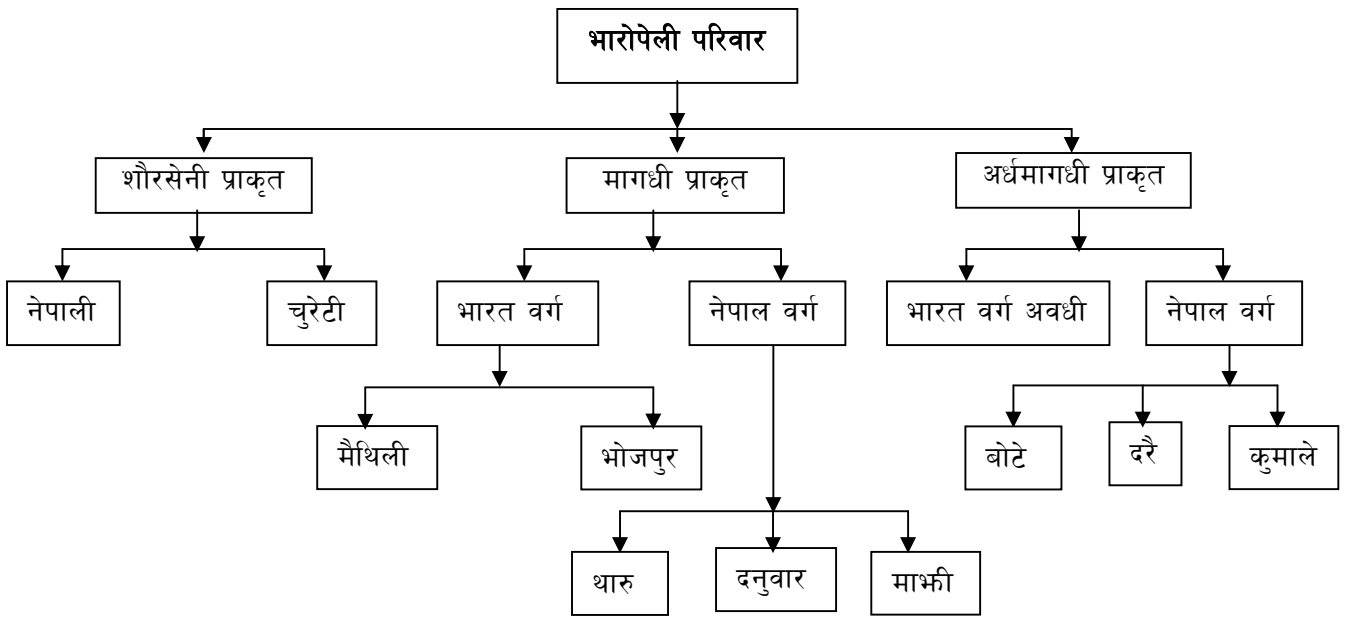 भारोपेली परिवार
शौरसेनी प्राकृत
मागधी प्राकृत
अर्धमागधी प्राकृत
नेपाली
चुरेटी
भारत वर्ग
नेपाल वर्ग
भारत वर्ग अवधी
नेपाल वर्ग
मैथिली
भोजपुर
बोटे
दरै
कुमाले
थारु
दनुवार
माझी